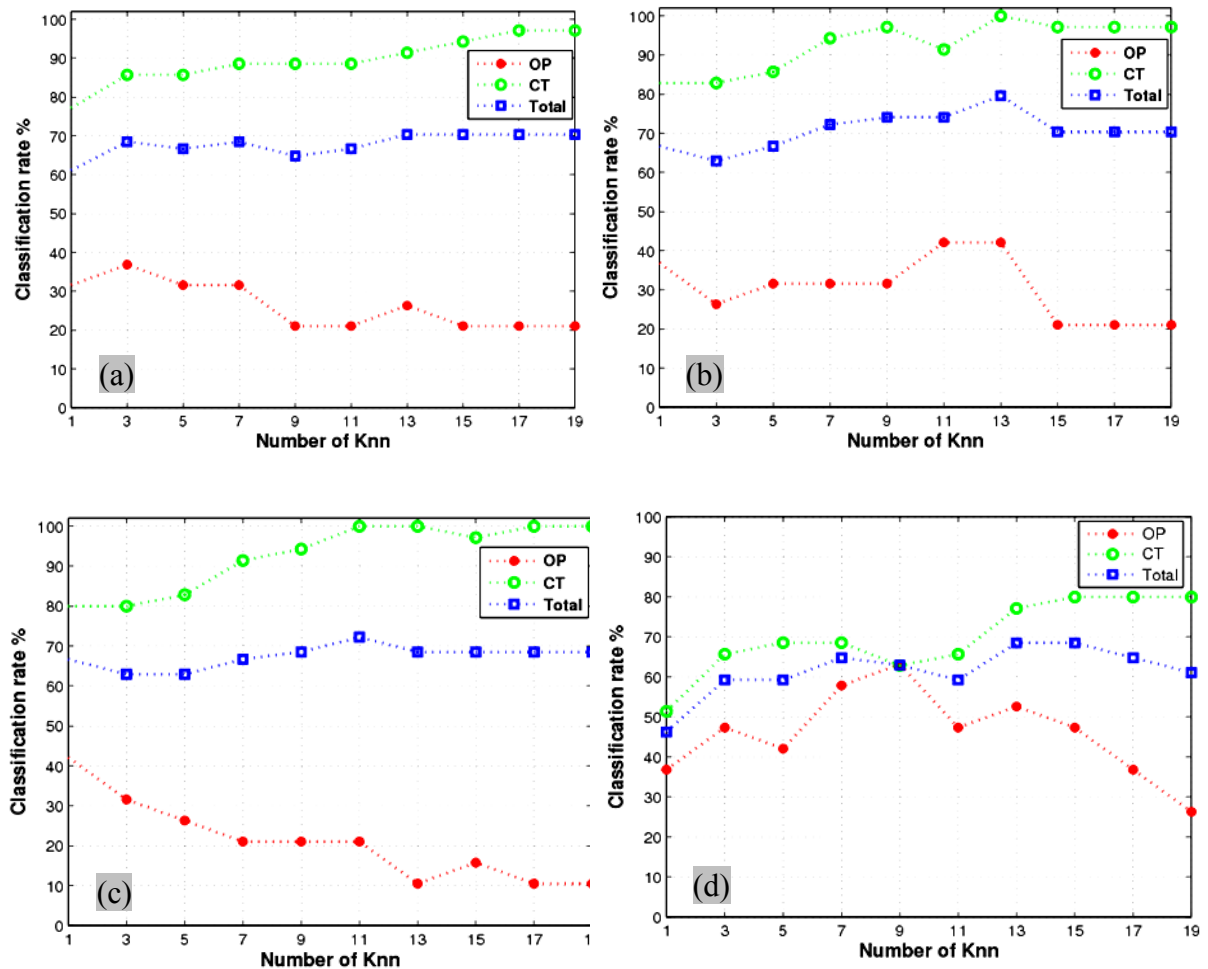 100
90
80
70
60
50
40
30
20
10
0
Classification rate %
OP
CT
Total
(a)
1 3 5 7 9 11 13 15 17 19
Number of Knn
100
90
80
70
60
50
40
30
20
10
0
Classification rate %
OP
CT
Total
(b)
1 3 5 7 9 11 13 15 17 19
Number of Knn
100
90
80
70
60
50
40
30
20
10
0
Classification rate %
OP
CT
Total
(c)
1 3 5 7 9 11 13 15 17 1
Number of Knn
100
90
80
70
60
50
40
30
20
10
0
Classification rate %
OP
CT
Total
(d)
1 3 5 7 9 11 13 15 17 19
Number of Knn